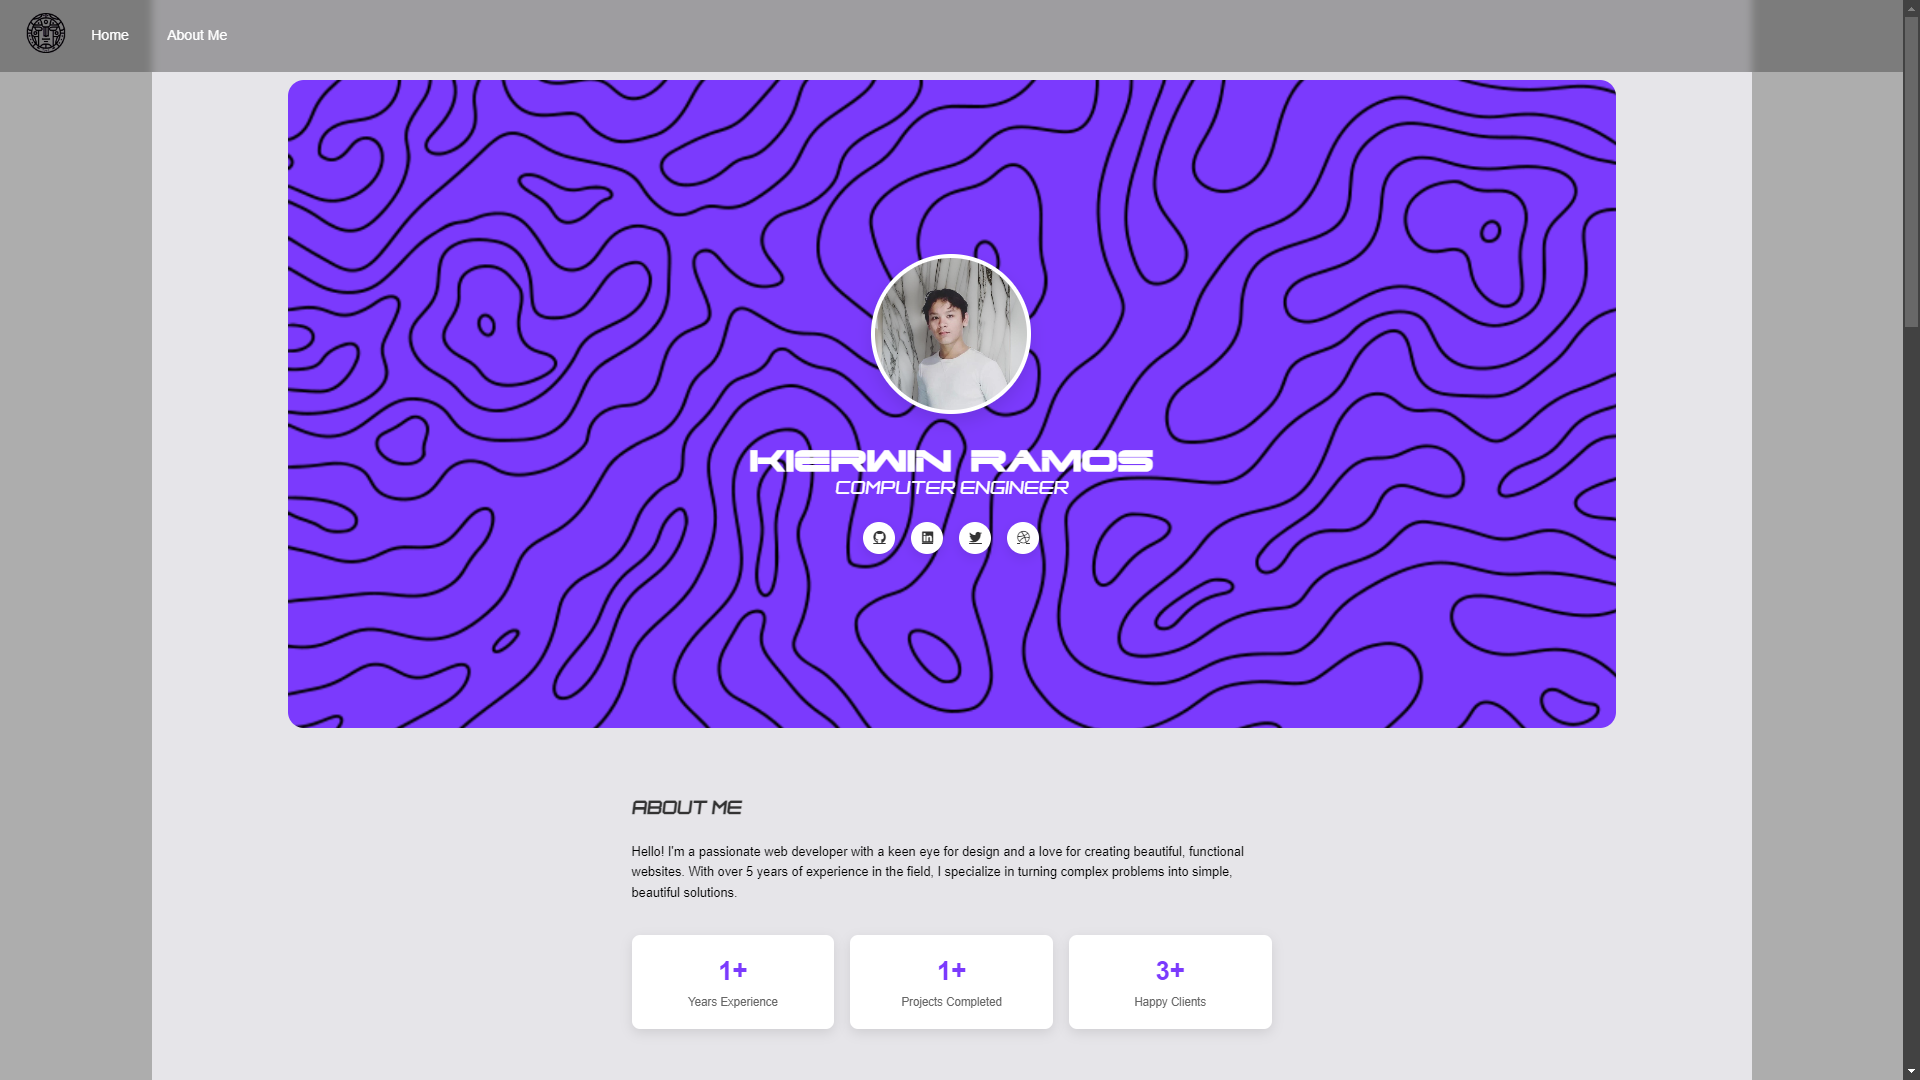 Home
About Me
KIERWIN RAMOS
COMPUTER ENGINEER
ABOUT ME
Hello! I'm a passionate web developer with a keen eye for design and a love for creating beautiful, functional
websites. With over 5 years of experience in the field, I specialize in turning complex problems into simple,
beautiful solutions.
1+
Years Experience
1+
Projects Completed
3+
Happy Clients